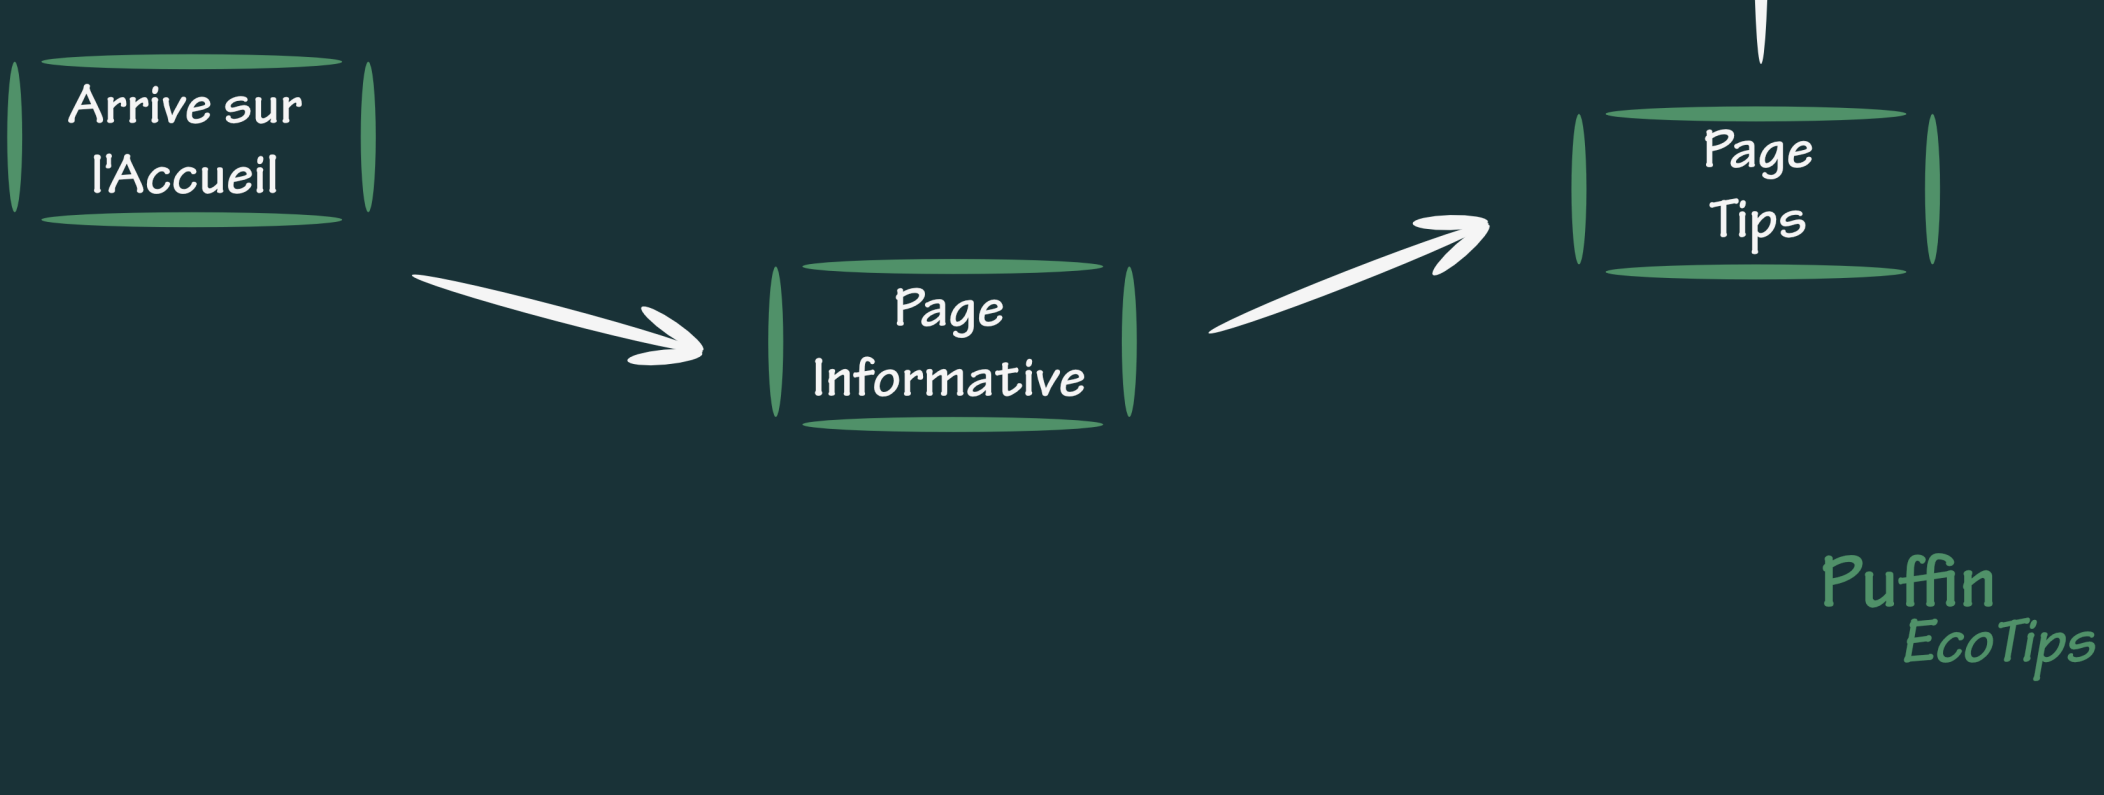 Arrive sur
l'Accueil
Page
Informative
Page
Tips
Puffin
EcoTips